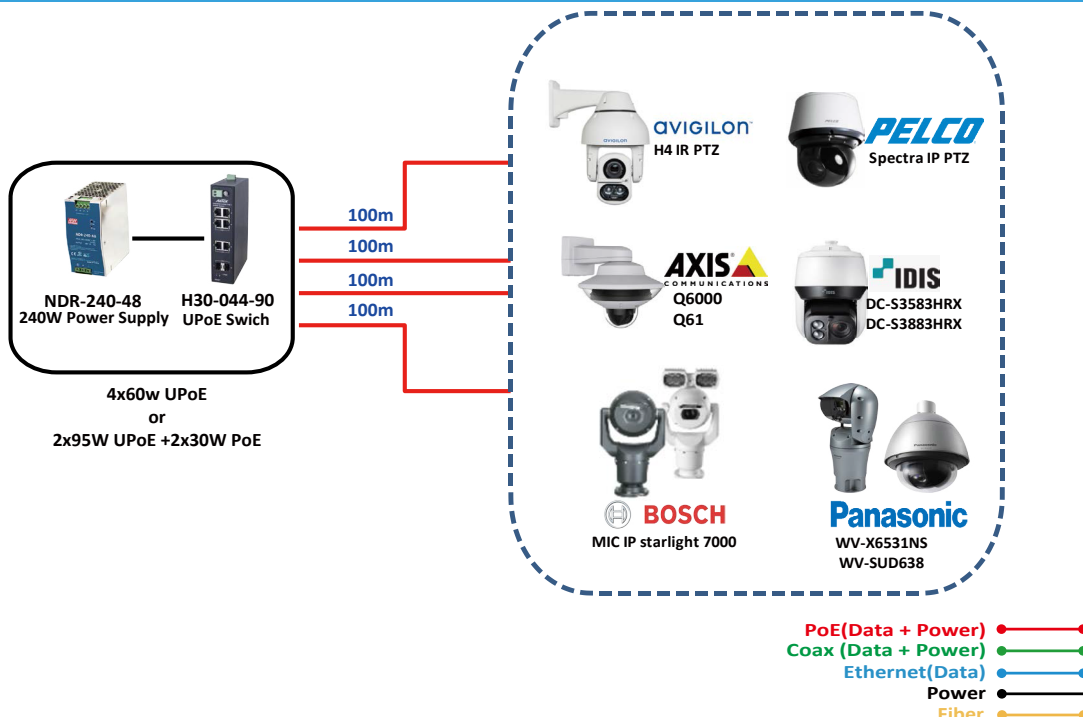 AVIGILON
H4 IR PTZ
PELCO
Spectra IP PTZ
100m
100m
100m
100m
NDR-240-48
240W Power Supply
H30-044-90
UPoE Swich
4x60w UPoE
or
2x95W UPoE +2x30W PoE
AXIS
COMMUNICATIONS
Q6000
Q61
IDIS
DC-S3583HRX
DC-S3883HRX
BOSCH
MIC IP starlight 7000
Panasonic
WV-X6531NS
WV-SUD638
PoE(Data + Power)
Coax (Data + Power)
Ethernet(Data)
Power
Fiber